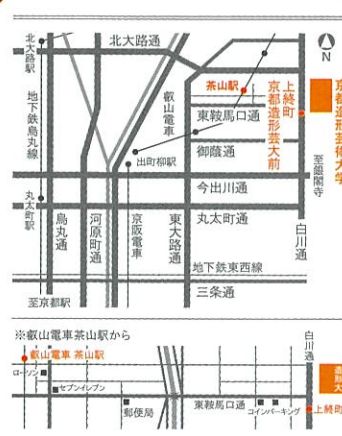 北大路通
北大路駅
地下鉄烏丸線
叡山電車
茶山駅
上終町
京都造形芸大前
京都造形芸術大学
N
東鞍馬口通
御蔭通
出町柳駅
至銀閣寺
今出川通
丸太町駅
丸太町通
烏丸通
河原町通
京阪電車
東大路通
白川通
地下鉄東西線
三条通
至京都駅
※叡山電車茶山駅から
叡山電車 茶山駅
ローソン
セブンイレブン
郵便局
東鞍馬口通
コインパーキング
白川通
造形大
上終町